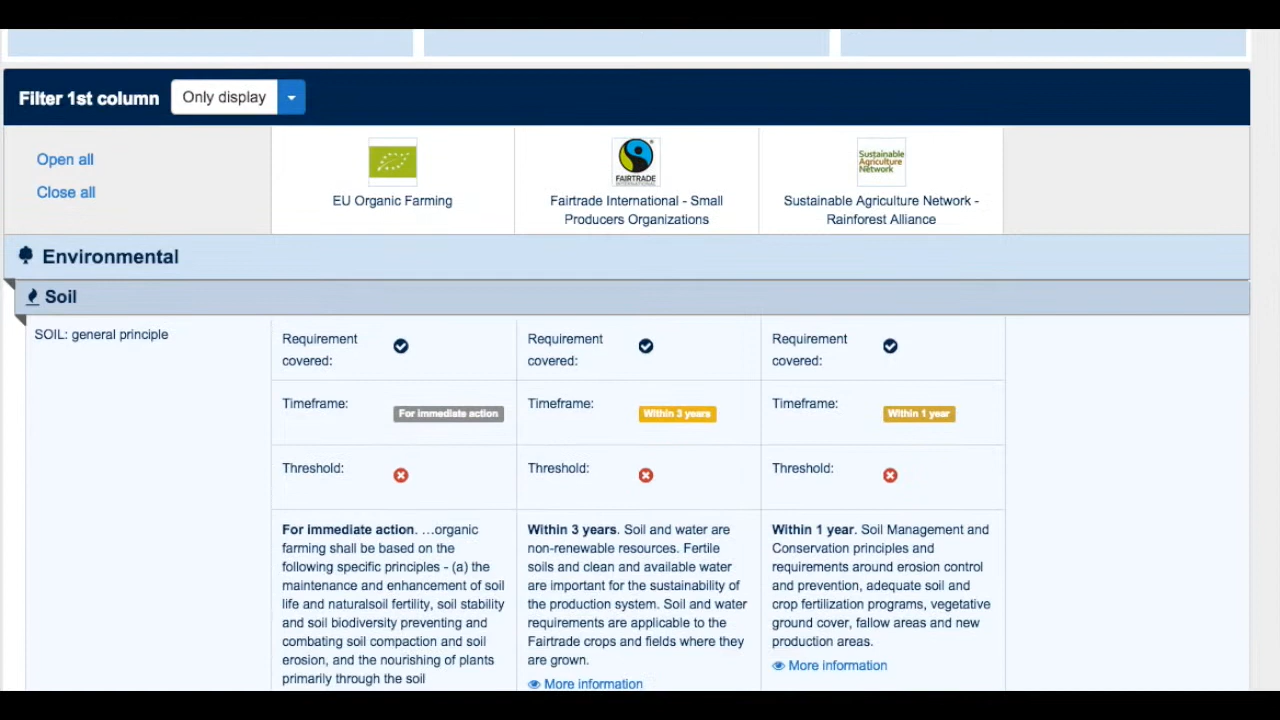 Filter 1st column
Only display
Open all
Close all
EU Organic Farming
FAIRTRADE
INTERNATIONAL
Fairtrade International - Small
Producers Organizations
Sustainable
Agriculture
Network
Sustainable Agriculture Network -
Rainforest Alliance
Environmental
Soil
SOIL: general principle
Requirement
covered:
Timeframe:
For immediate action
Threshold:
For immediate action. …organic
farming shall be based on the
following specific principles - (a) the
maintenance and enhancement of soil
life and naturalsoil fertility, soil stability
and soil biodiversity preventing and
combating soil compaction and soil
erosion, and the nourishing of plants
primarily through the soil
Requirement
covered:
Timeframe:
Within 3 years
Threshold:
Within 3 years. Soil and water are
non-renewable resources. Fertile
soils and clean and available water
are important for the sustainability of
the production system. Soil and water
requirements are applicable to the
Fairtrade crops and fields where they
are grown.
More information
Requirement
covered:
Timeframe:
Within 1 year
Threshold:
Within 1 year. Soil Management and
Conservation principles and
requirements around erosion control
and prevention, adequate soil and
crop fertilization programs, vegetative
ground cover, fallow areas and new
production areas.
More information